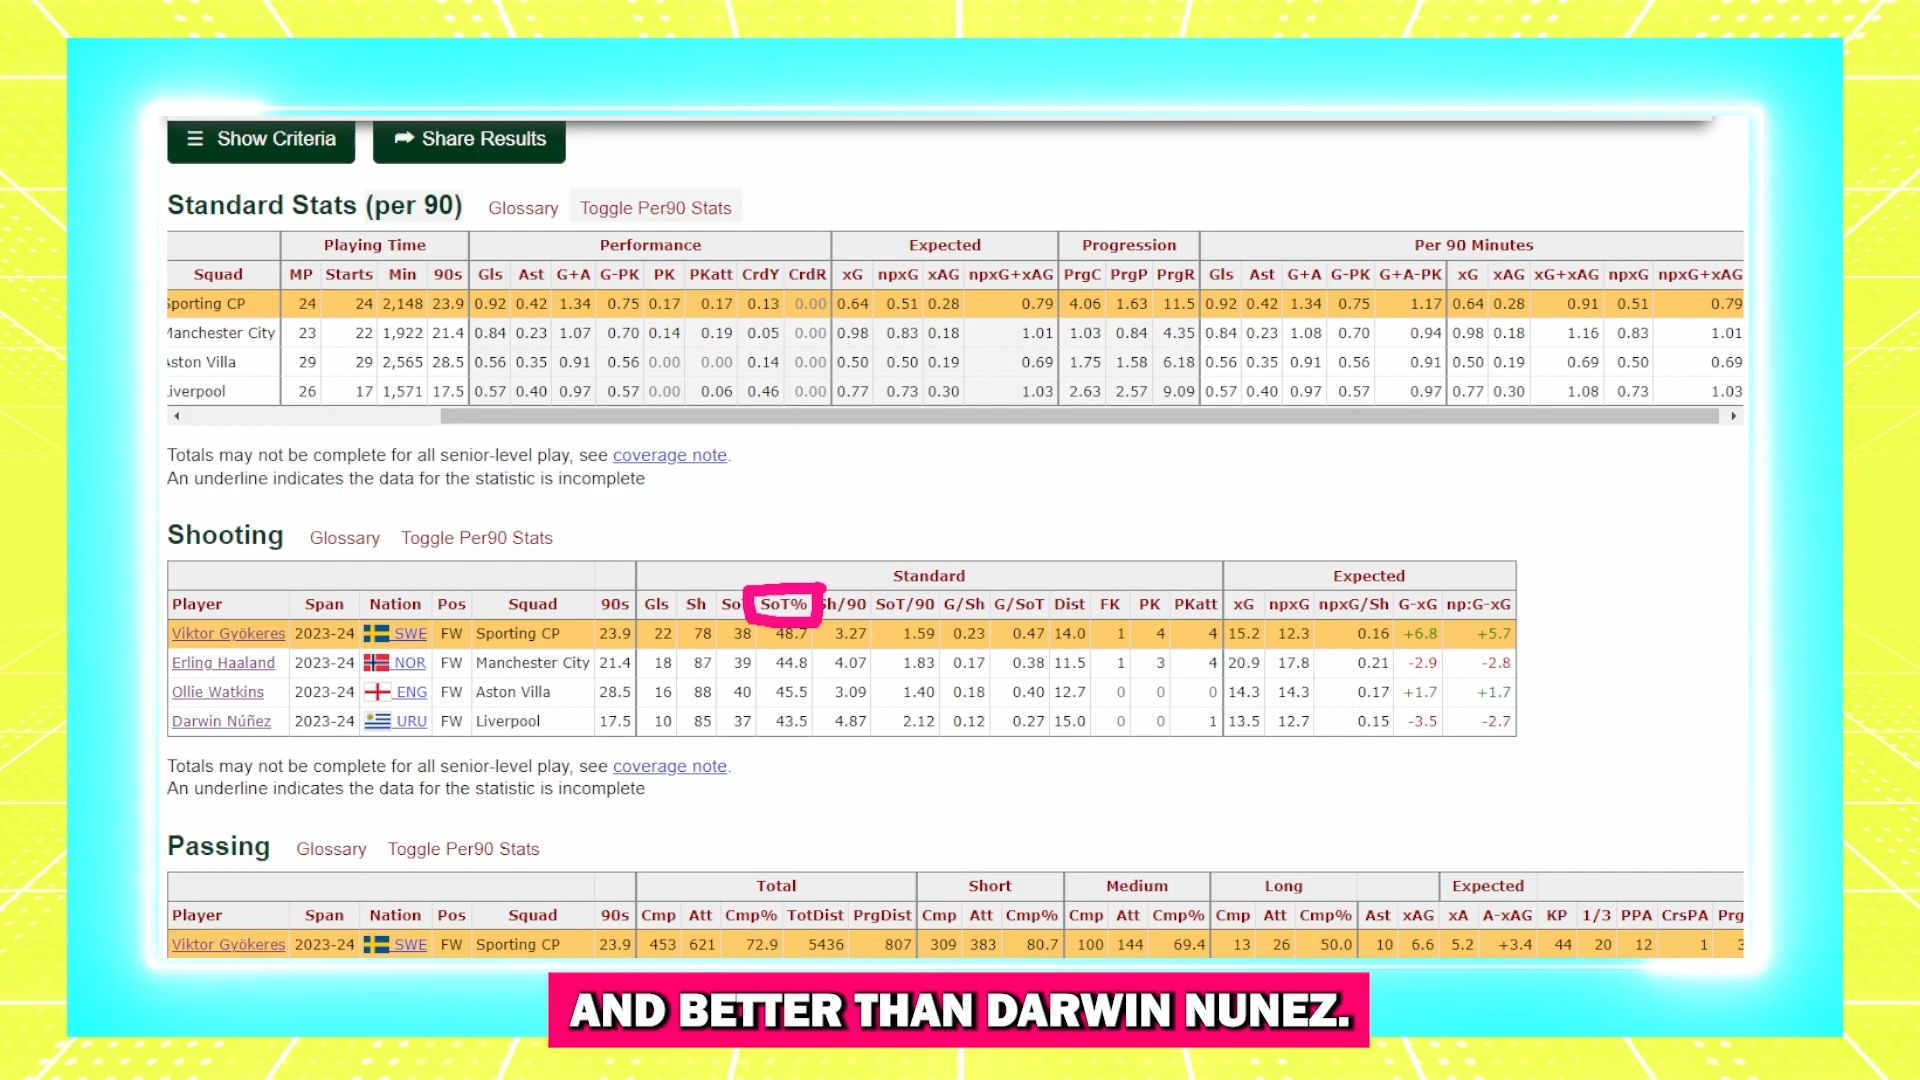 ☰ Show Criteria Share Results
Standard Stats (per 90) Glossary Toggle Per90 Stats
Playing Time Performance Expected Progression Per 90 Minutes
Squad MP Starts Min 90s Gls Ast G+A G-PK PK PKatt CrdY CrdR xG npxG xAG npxG+xAG PrgC PrgP PrgR Gls Ast G+A G-PK G+A-PK xG xAG xG+xAG npxG npxG+xAG
Sporting CP 24 24 2,148 23.9 0.92 0.42 1.34 0.75 0.17 0.17 0.13 0.00 0.64 0.51 0.28 0.79 4.06 1.63 11.5 0.92 0.42 1.34 0.75 1.17 0.64 0.28 0.91 0.51 0.79
Manchester City 23 22 1,922 21.4 0.84 0.23 1.07 0.70 0.14 0.19 0.05 0.00 0.98 0.83 0.18 1.01 1.03 0.84 4.35 0.84 0.23 1.08 0.70 0.94 0.98 0.18 1.16 0.83 1.01
Aston Villa 29 29 2,565 28.5 0.56 0.35 0.91 0.56 0.00 0.00 0.14 0.00 0.50 0.50 0.19 0.69 1.75 1.58 6.18 0.56 0.35 0.91 0.56 0.91 0.50 0.19 0.69 0.50 0.69
Liverpool 26 17 1,571 17.5 0.57 0.40 0.97 0.57 0.00 0.06 0.46 0.00 0.77 0.73 0.30 1.03 2.63 2.57 9.09 0.57 0.40 0.97 0.57 0.97 0.77 0.30 1.08 0.73 1.03
Totals may not be complete for all senior-level play, see coverage note.
An underline indicates the data for the statistic is incomplete
Shooting Glossary Toggle Per90 Stats
Standard Expected
Player Span Nation Pos Squad 90s Gls Sh SoT SoT% Sh/90 SoT/90 G/Sh G/SoT Dist FK PK PKatt xG npxG npxG/Sh G-xG np:G-xG
Viktor Gyökeres 2023-24 SWE FW Sporting CP 23.9 22 78 38 48.7 3.27 1.59 0.23 0.47 14.0 1 4 4 15.2 12.3 0.16 +6.8 +5.7
Erling Haaland 2023-24 NOR FW Manchester City 21.4 18 87 39 44.8 4.07 1.83 0.17 0.38 11.5 1 3 4 20.9 17.8 0.21 -2.9 -2.8
Ollie Watkins 2023-24 ENG FW Aston Villa 28.5 16 88 40 45.5 3.09 1.40 0.18 0.40 12.7 0 0 0 14.3 14.3 0.17 +1.7 +1.7
Darwin Núñez 2023-24 URU FW Liverpool 17.5 10 85 37 43.5 4.87 2.12 0.12 0.27 15.0 0 0 1 13.5 12.7 0.15 -3.5 -2.7
Totals may not be complete for all senior-level play, see coverage note.
An underline indicates the data for the statistic is incomplete
Passing Glossary Toggle Per90 Stats
Total Short Medium Long Expected
Player Span Nation Pos Squad 90s Cmp Att Cmp% TotDist PrgDist Cmp Att Cmp% Cmp Att Cmp% Cmp Att Cmp% Ast xAG xA A-xAG KP 1/3 PPA CrsPA Prg
Viktor Gyökeres 2023-24 SWE FW Sporting CP 23.9 453 621 72.9 5436 807 309 383 80.7 100 144 69.4 13 26 50.0 10 6.6 5.2 +3.4 44 20 12 1
AND BETTER THAN DARWIN NUNEZ.